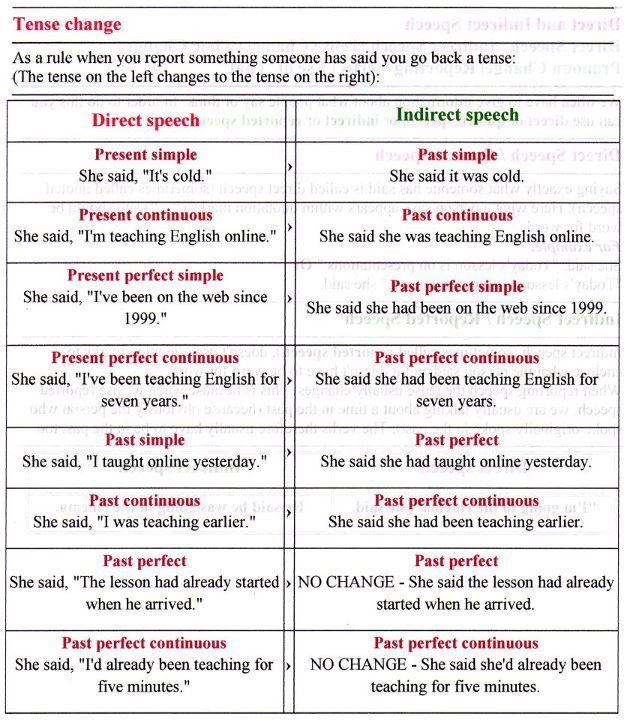 Tense change
As a rule when you report something someone has said you go back a tense:
(The tense on the left changes to the tense on the right):
Direct speech
Indirect speech
Present simple
She said, "It's cold."
›
Past simple
She said it was cold.
Present continuous
She said, "I'm teaching English online."
›
Past continuous
She said she was teaching English online.
Present perfect simple
She said, "I've been on the web since
1999."
›
Past perfect simple
She said she had been on the web since 1999.
Present perfect continuous
She said, "I've been teaching English for
seven years."
›
Past perfect continuous
She said she had been teaching English for
seven years.
Past simple
She said, "I taught online yesterday."
›
Past perfect
She said she had taught online yesterday.
Past continuous
She said, "I was teaching earlier."
›
Past perfect continuous
She said she had been teaching earlier.
Past perfect
She said, "The lesson had already started
when he arrived."
›
Past perfect
NO CHANGE - She said the lesson had already
started when he arrived.
Past perfect continuous
She said, "I'd already been teaching for
five minutes."
›
Past perfect continuous
NO CHANGE - She said she'd already been
teaching for five minutes.